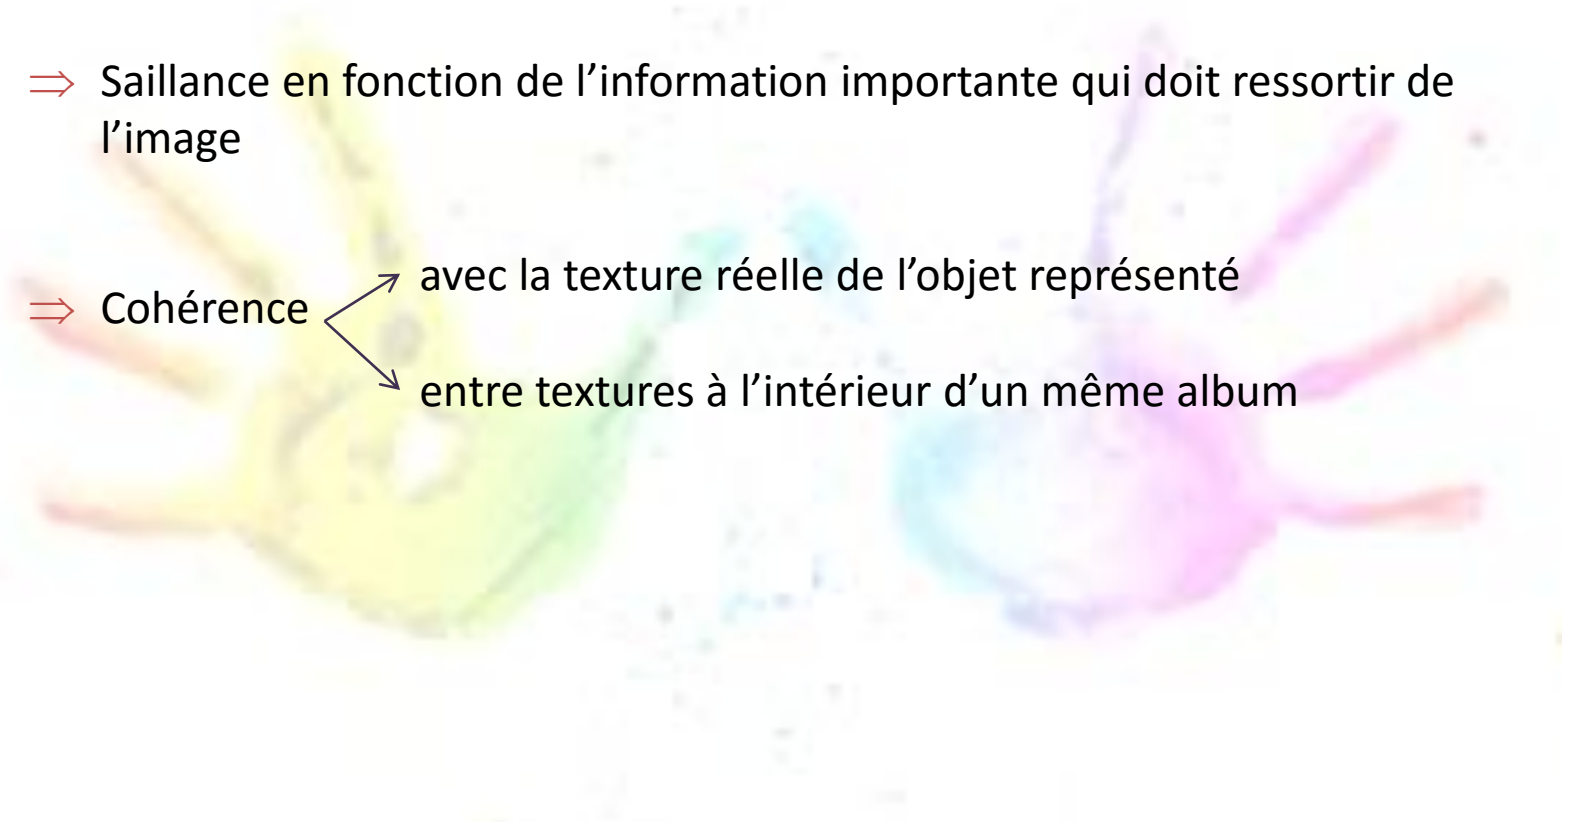 ⇒ Saillance en fonction de l’information importante qui doit ressortir de
l’image
avec la texture réelle de l’objet représenté
⇒ Cohérence
entre textures à l’intérieur d’un même album